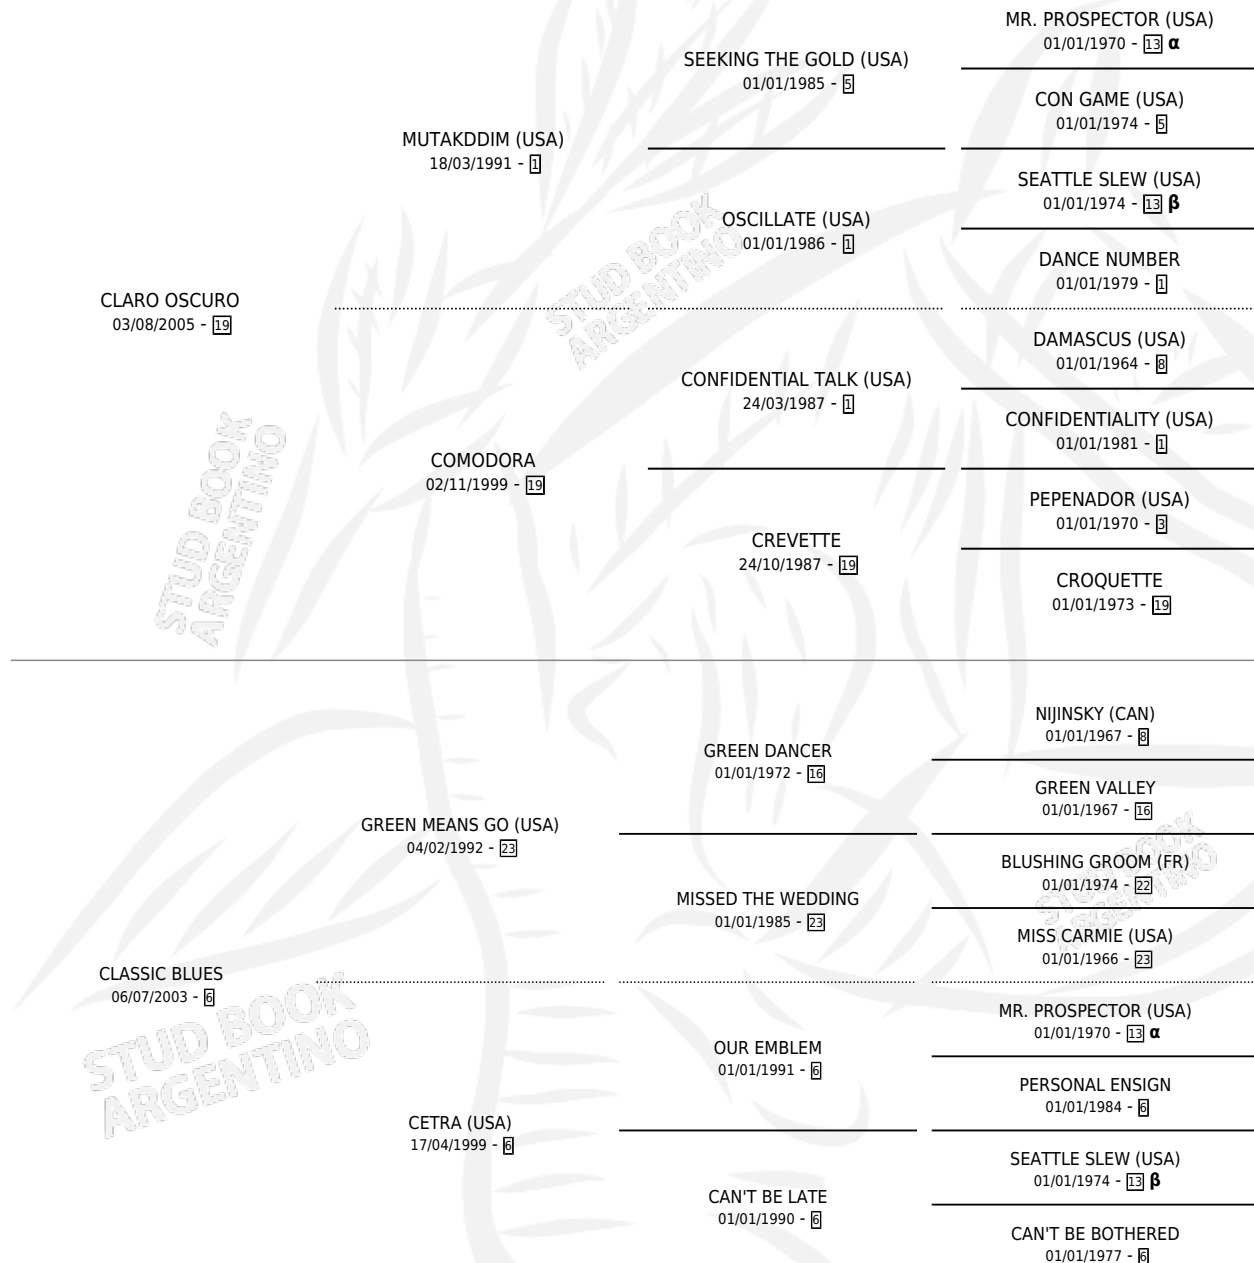 MR. PROSPECTOR (USA)
01/01/1970 - 13 α
SEEKING THE GOLD (USA)
01/01/1985 - 5
CON GAME (USA)
01/01/1974 - 5
MUTAKDDIM (USA)
18/03/1991 - 1
SEATTLE SLEW (USA)
01/01/1974 - 13 β
OSCILLATE (USA)
01/01/1986 - 1
DANCE NUMBER
01/01/1979 - 1
CLARO OSCURO
03/08/2005 - 19
DAMASCUS (USA)
01/01/1964 - 8
CONFIDENTIAL TALK (USA)
24/03/1987 - 1
CONFIDENTIALITY (USA)
01/01/1981 - 1
COMODORA
02/11/1999 - 19
PEPENADOR (USA)
01/01/1970 - 3
CREVETTE
24/10/1987 - 19
CROQUETTE
01/01/1973 - 19
NIJINSKY (CAN)
01/01/1967 - 8
GREEN DANCER
01/01/1972 - 16
GREEN VALLEY
01/01/1967 - 16
GREEN MEANS GO (USA)
04/02/1992 - 23
BLUSHING GROOM (FR)
01/01/1974 - 22
MISSED THE WEDDING
01/01/1985 - 23
MISS CARMIE (USA)
01/01/1966 - 23
CLASSIC BLUES
06/07/2003 - 6
MR. PROSPECTOR (USA)
01/01/1970 - 13 α
OUR EMBLEM
01/01/1991 - 6
PERSONAL ENSIGN
01/01/1984 - 6
CETRA (USA)
17/04/1999 - 6
SEATTLE SLEW (USA)
01/01/1974 - 13 β
CAN'T BE LATE
01/01/1990 - 6
CAN'T BE BOTHERED
01/01/1977 - 6
STUD BOOK
ARGENTINO
STUD BOOK
ARGENTINO
STUD BOOK
ARGENTINO
STUD BOOK
ARGENTINO